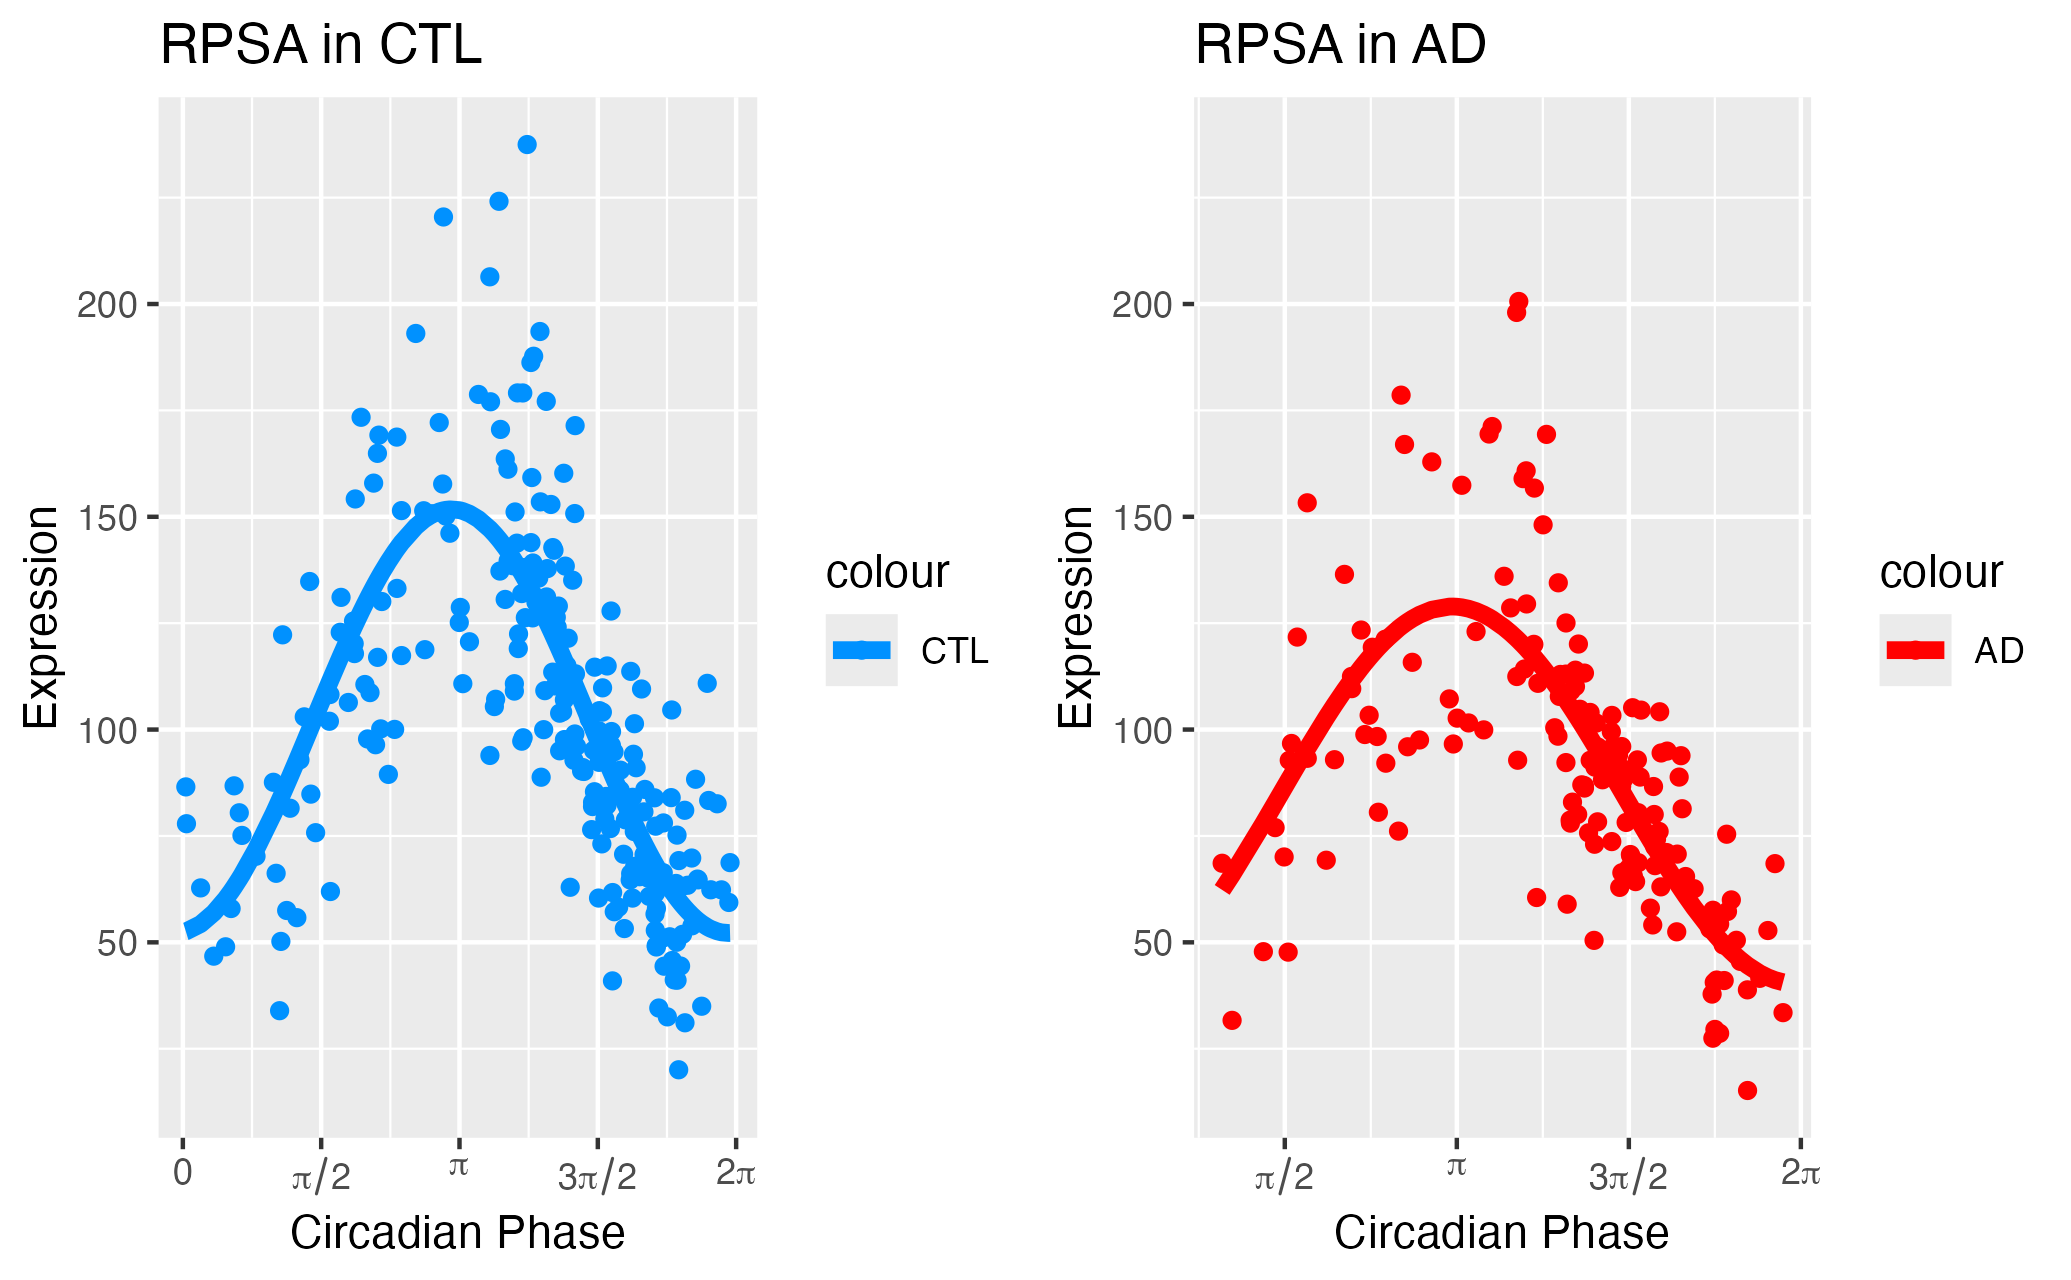 RPSA in CTL
Expression
200
150
100
50
0 π/2 π 3π/2 2π
Circadian Phase
colour
CTL
RPSA in AD
Expression
200
150
100
50
π/2 π 3π/2 2π
Circadian Phase
colour
AD